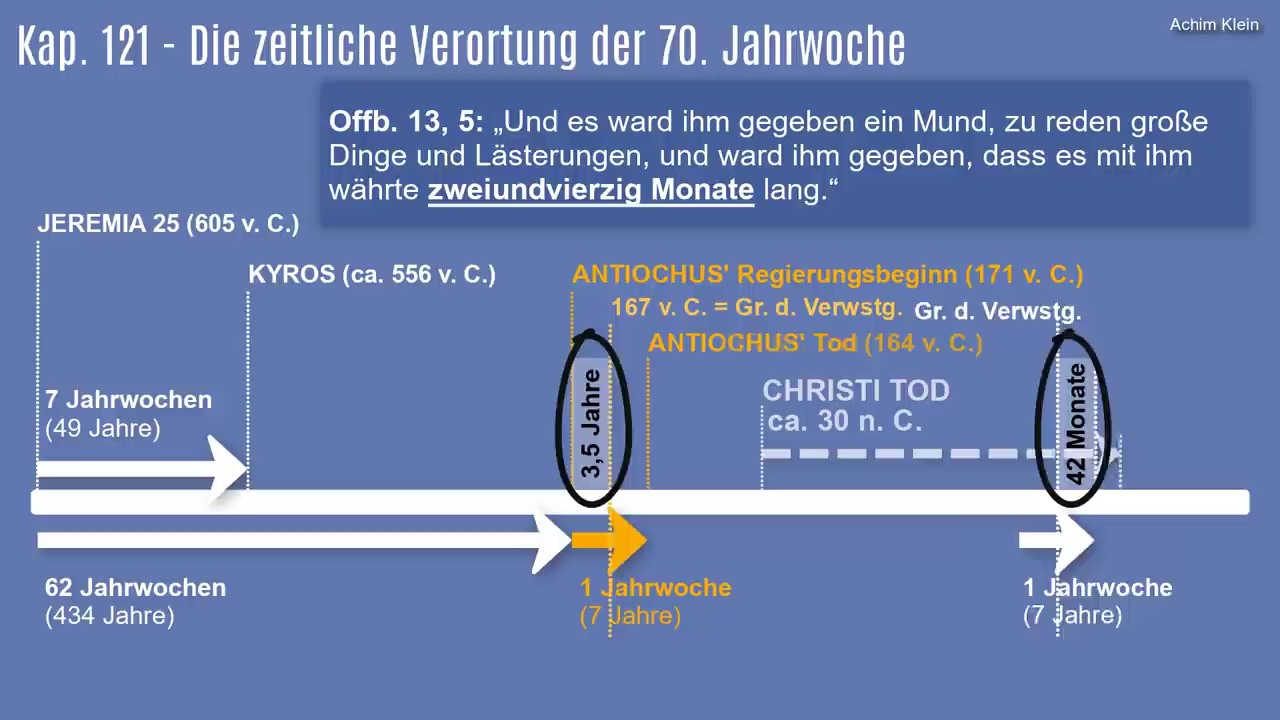 Achim Klein
Kap. 121 - Die zeitliche Verortung der 70. Jahrwoche
Offb. 13, 5: „Und es ward ihm gegeben ein Mund, zu reden große
Dinge und Lästerungen, und ward ihm gegeben, dass es mit ihm
währte zweiundvierzig Monate lang.“
JEREMIA 25 (605 v. C.)
KYROS (ca. 556 v. C.)
ANTIOCHUS' Regierungsbeginn (171 v. C.)
167 v. C. = Gr. d. Verwstg.
Gr. d. Verwstg.
ANTIOCHUS' Tod (164 v. C.)
CHRISTI TOD
ca. 30 n. C.
7 Jahrwochen
(49 Jahre)
3,5 Jahre
42 Monate
62 Jahrwochen
(434 Jahre)
1 Jahrwoche
(7 Jahre)
1 Jahrwoche
(7 Jahre)